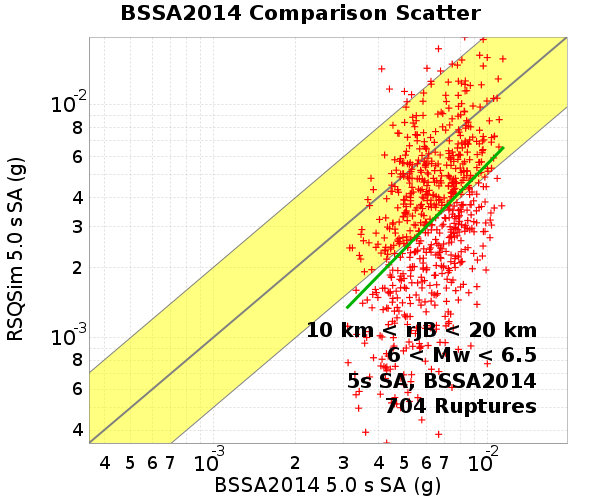 BSSA2014 Comparison Scatter
RSQSim 5.0 s SA (g)
10-2
8
6
4
3
2
10-3
8
6
4
10 km < rJB < 20 km
6 < Mw < 6.5
5s SA, BSSA2014
704 Ruptures
4 5 6 7 10-3 2 3 4 5 6 7 10-2
BSSA2014 5.0 s SA (g)